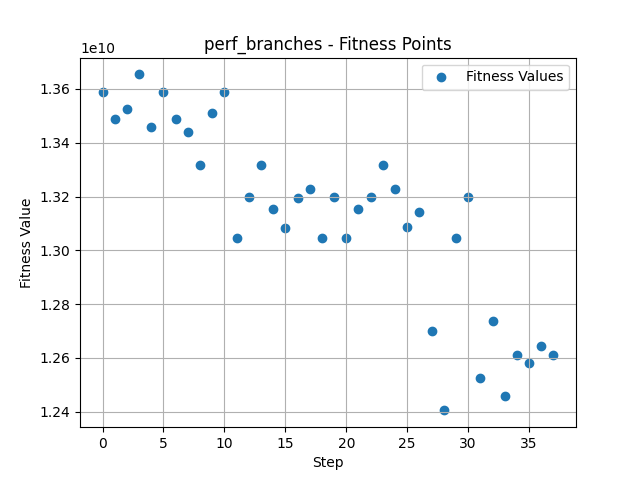 perf_branches - Fitness Points
1e10
Fitness Values
1.36
1.34
1.32
1.30
1.28
1.26
1.24
Fitness Value
0 5 10 15 20 25 30 35
Step